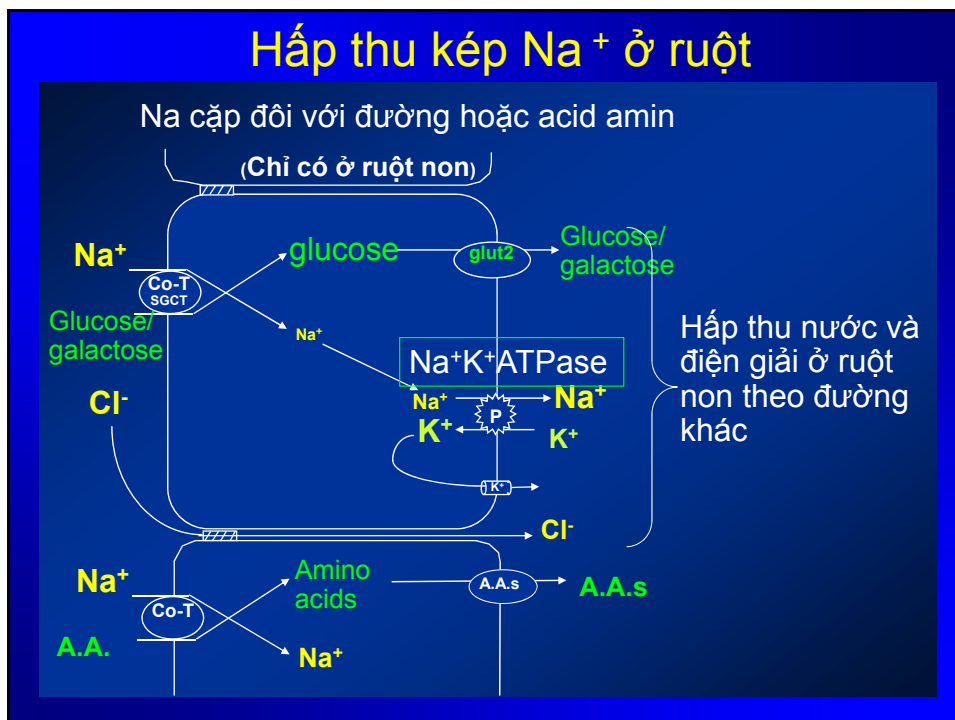 Hấp thu kép Na + ở ruột
Na cặp đôi với đường hoặc acid amin
(Chỉ có ở ruột non)
Na+
Co-T
SGCT
Glucose/
galactose
glucose
glut2
Glucose/
galactose
Na+
Na+K+ATPase
Na+
P
Na+
K+
K+
K+
Cl-
Cl-
Hấp thu nước và
điện giải ở ruột
non theo đường
khác
Na+
Co-T
A.A.
Amino
acids
A.A.s
A.A.s
Na+